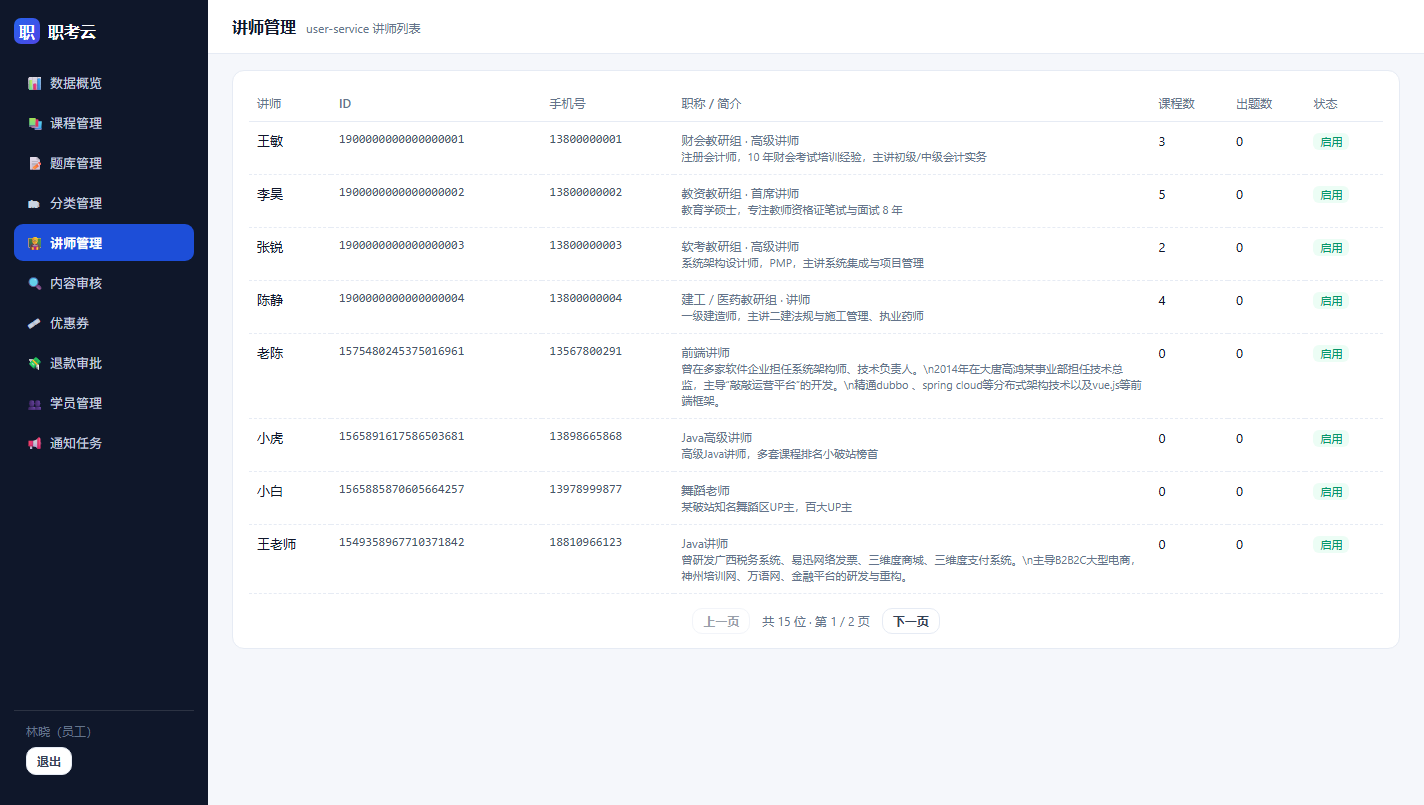 职 职考云
数据概览
课程管理
题库管理
分类管理
讲师管理
内容审核
优惠券
退款审批
学员管理
通知任务
林晓（员工）
退出
讲师管理 user-service 讲师列表
讲师 ID 手机号 职称 / 简介 课程数 出题数 状态
王敏 1900000000000000001 13800000001 财会教研组 · 高级讲师 3 0 启用
注册会计师，10 年财会考试培训经验，主讲初级/中级会计实务
李昊 1900000000000000002 13800000002 教资教研组 · 首席讲师 5 0 启用
教育学硕士，专注教师资格证笔试与面试 8 年
张锐 1900000000000000003 13800000003 软考教研组 · 高级讲师 2 0 启用
系统架构设计师，PMP，主讲系统集成与项目管理
陈静 1900000000000000004 13800000004 建工 / 医药教研组 · 讲师 4 0 启用
一级建造师，主讲二建法规与施工管理、执业药师
老陈 1575480245375016961 13567800291 前端讲师 0 0 启用
曾在多家软件企业担任系统架构师、技术负责人。\n2014年在大唐高鸿某事业部担任技术总
监，主导"敲敲运营平台"的开发。\n精通dubbo 、spring cloud等分布式架构技术以及vue.js等前
端框架。
小虎 1565891617586503681 13898665868 Java高级讲师 0 0 启用
高级Java讲师，多套课程排名小破站榜首
小白 1565885870605664257 13978999877 舞蹈老师 0 0 启用
某破站知名舞蹈区UP主，百大UP主
王老师 1549358967710371842 18810966123 Java讲师 0 0 启用
曾研发广西税务系统、易迅网络发票、三维度商城、三维度支付系统。\n主导B2B2C大型电商，
神州培训网、万语网、金融平台的研发与重构。
上一页 共 15 位 · 第 1 / 2 页 下一页